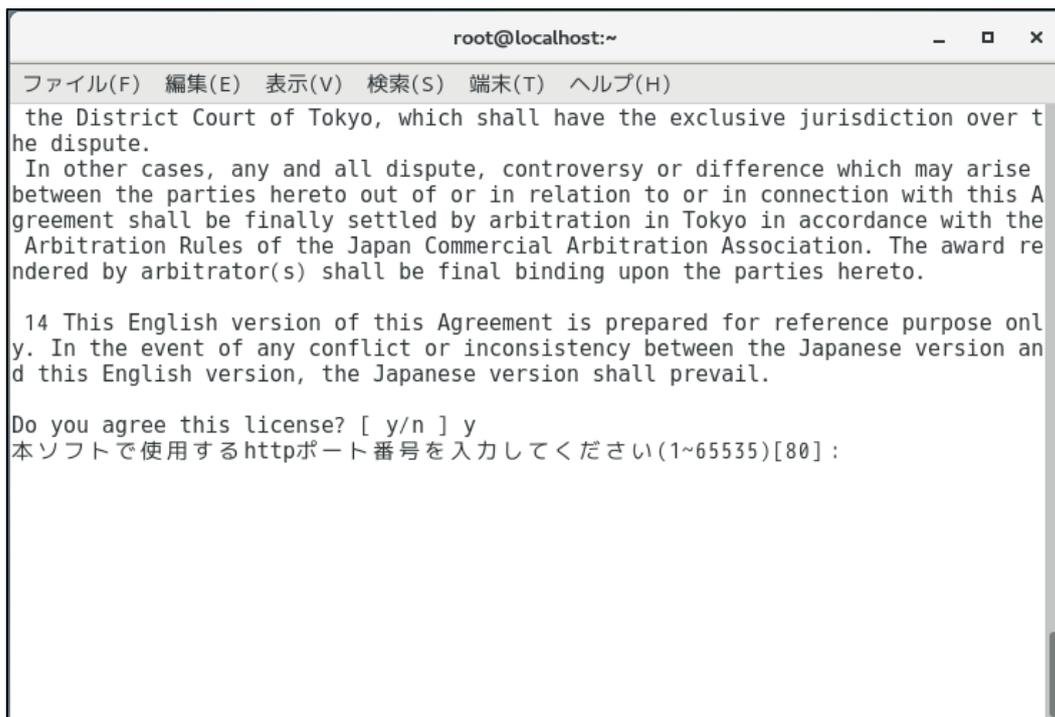 root@localhost:~
ファイル(F) 編集(E) 表示(V) 検索(S) 端末(T) ヘルプ(H)
the District Court of Tokyo, which shall have the exclusive jurisdiction over t
he dispute.
In other cases, any and all dispute, controversy or difference which may arise
between the parties hereto out of or in relation to or in connection with this A
greement shall be finally settled by arbitration in Tokyo in accordance with the
Arbitration Rules of the Japan Commercial Arbitration Association. The award re
ndered by arbitrator(s) shall be final binding upon the parties hereto.
14 This English version of this Agreement is prepared for reference purpose onl
y. In the event of any conflict or inconsistency between the Japanese version an
d this English version, the Japanese version shall prevail.
Do you agree this license? [ y/n ] y
本ソフトで使用するhttpポート番号を入力してください(1~65535)[80]: